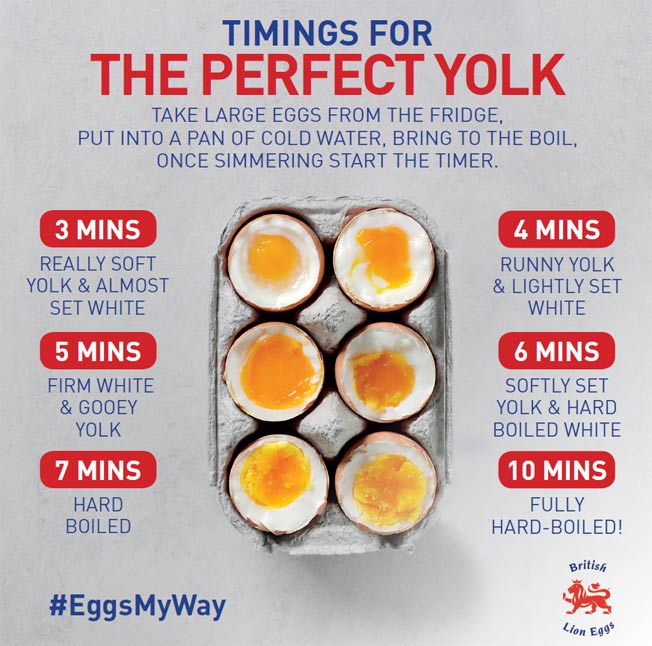 TIMINGS FOR
THE PERFECT YOLK
TAKE LARGE EGGS FROM THE FRIDGE,
PUT INTO A PAN OF COLD WATER, BRING TO THE BOIL,
ONCE SIMMERING START THE TIMER.
3 MINS
REALLY SOFT
YOLK & ALMOST
SET WHITE
4 MINS
RUNNY YOLK
& LIGHTLY SET
WHITE
5 MINS
FIRM WHITE
& GOOEY
YOLK
6 MINS
SOFTLY SET
YOLK & HARD
BOILED WHITE
7 MINS
HARD
BOILED
10 MINS
FULLY
HARD-BOILED!
#EggsMyWay
British
Lion Eggs